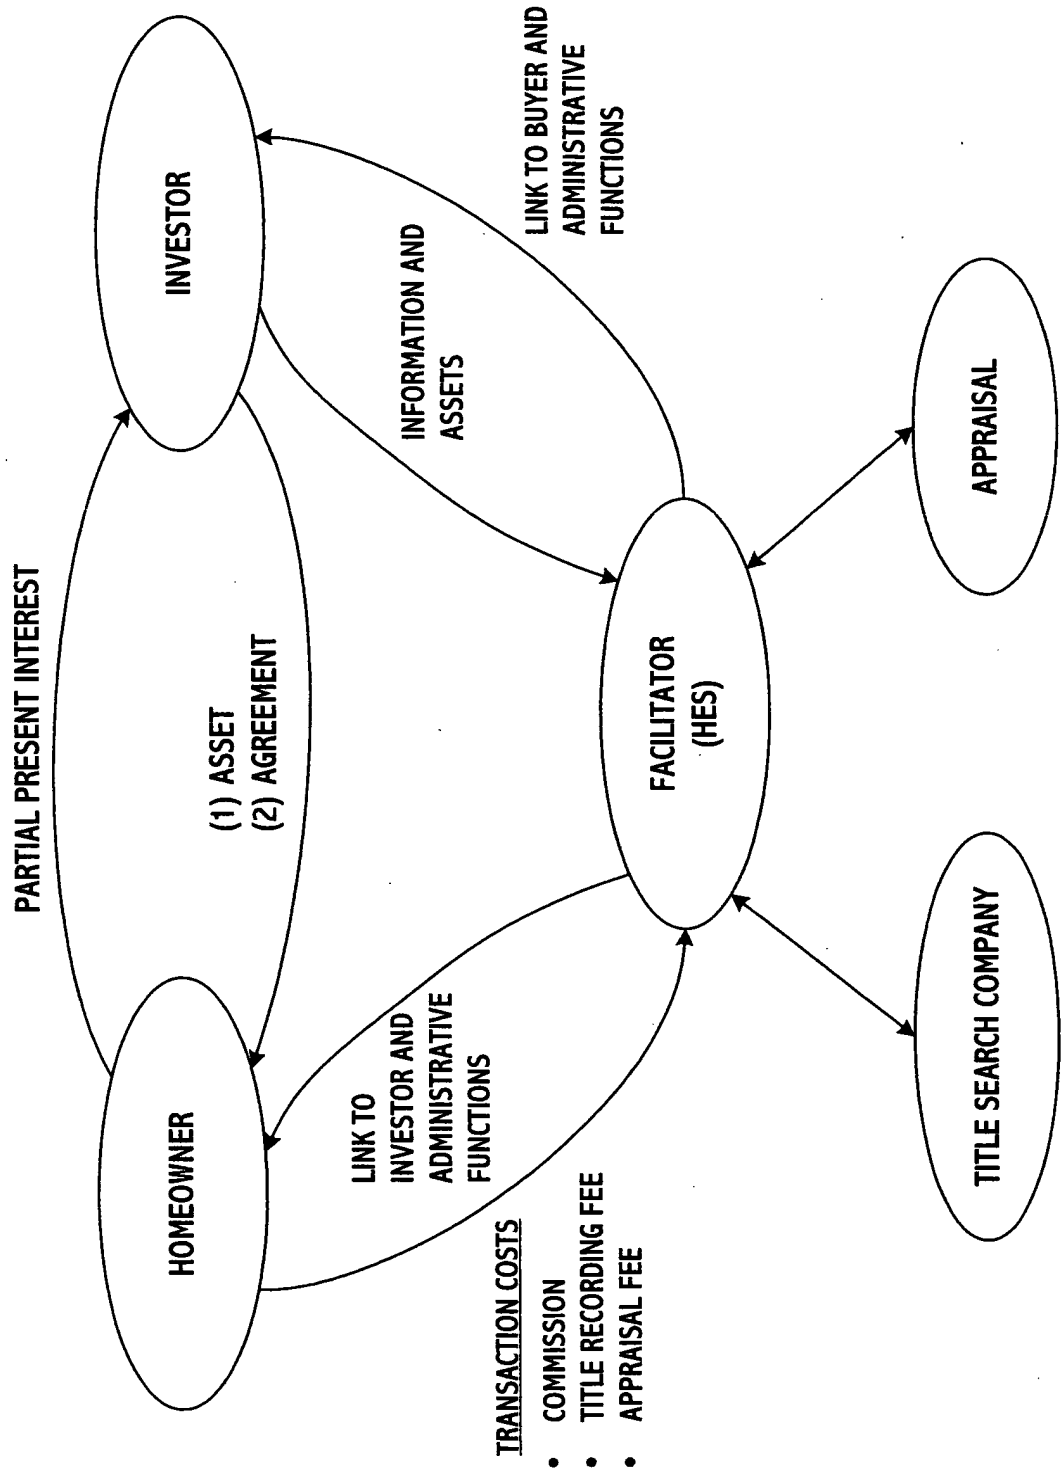 PARTIAL PRESENT INTEREST
HOMEOWNER
(1) ASSET
(2) AGREEMENT
INVESTOR
LINK TO
INVESTOR AND
ADMINISTRATIVE
FUNCTIONS
INFORMATION AND
ASSETS
LINK TO BUYER AND
ADMINISTRATIVE
FUNCTIONS
TRANSACTION COSTS
• COMMISSION
• TITLE RECORDING FEE
• APPRAISAL FEE
FACILITATOR
(HES)
TITLE SEARCH COMPANY
APPRAISAL